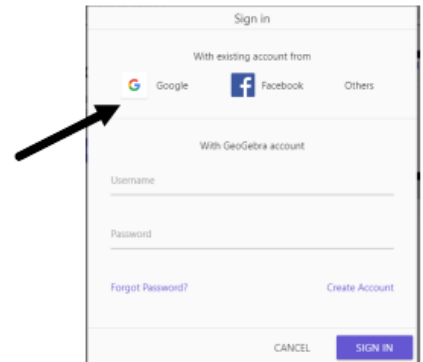 Sign in
With existing account from
Google Facebook Others
With GeoGebra account
Username
Password
Forgot Password? Create Account
CANCEL SIGN IN